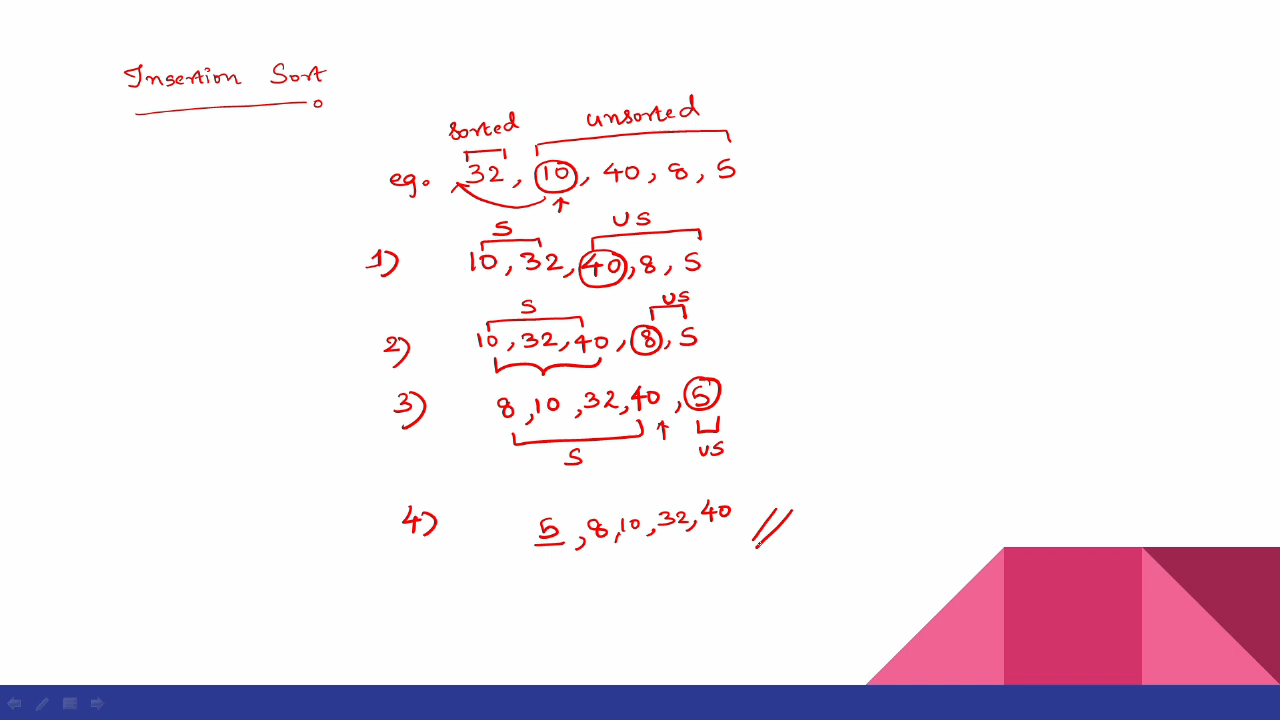 Insertion Sort
sorted unsorted
eg. 32, 10, 40, 8, 5
S US
1) 10, 32, 40, 8, 5
S US
2) 10, 32, 40, 8, 5
3) 8, 10, 32, 40, 5
S US
4) 5, 8, 10, 32, 40 //